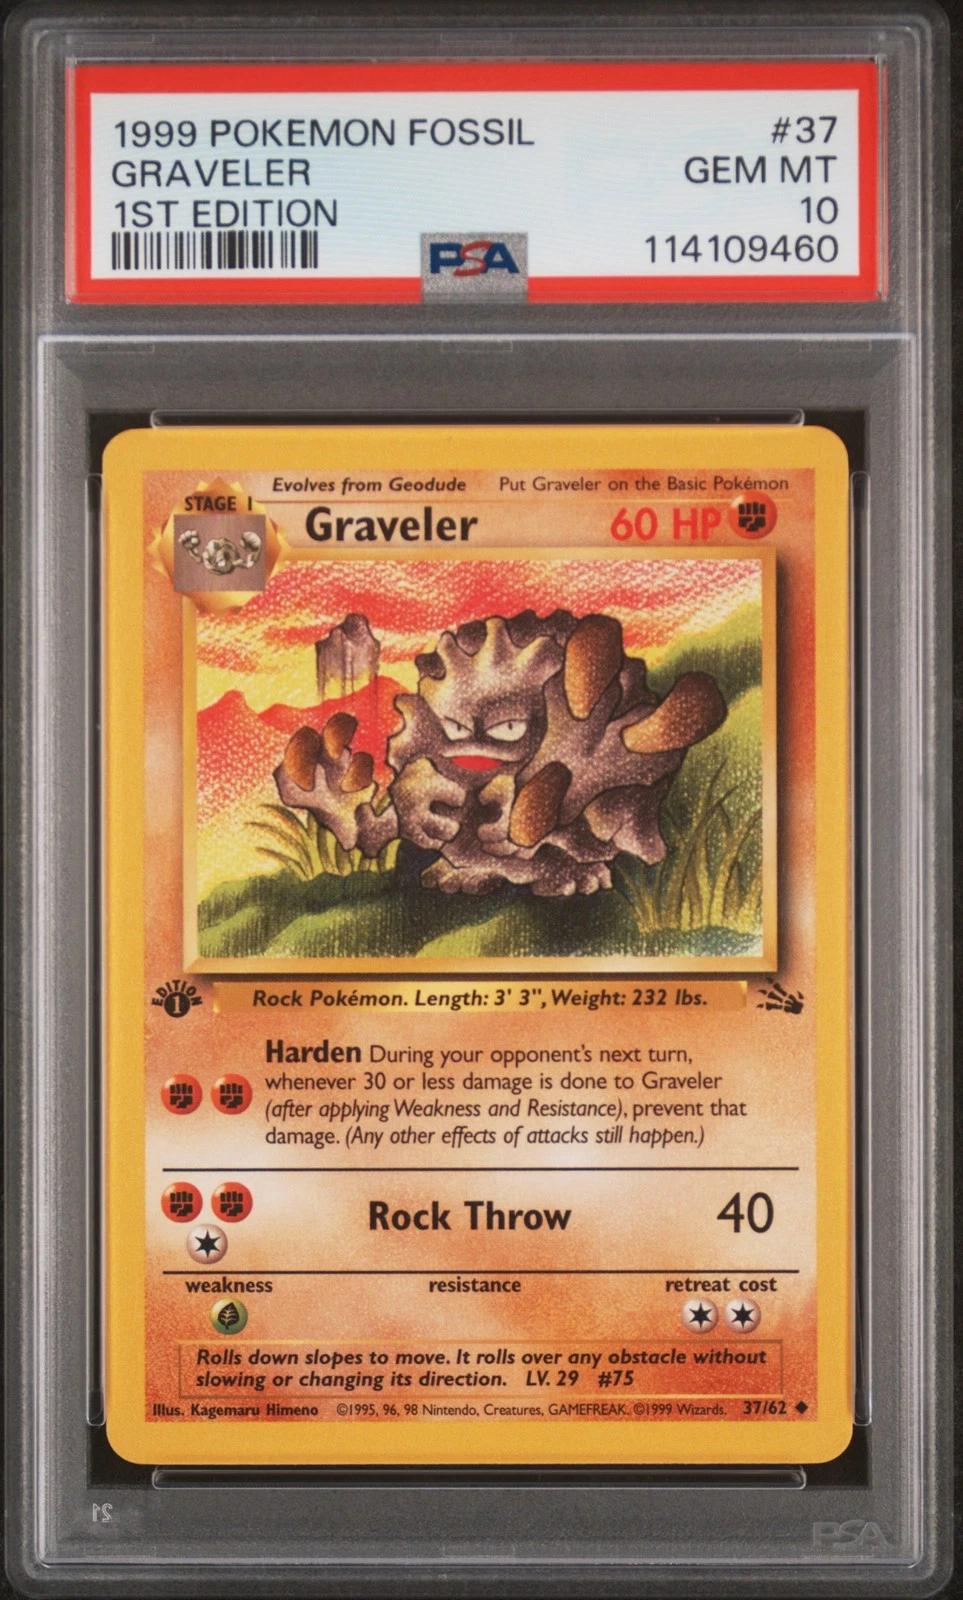 1999 POKEMON FOSSIL #37
GRAVELER GEM MT
1ST EDITION 10
PSA 114109460
Evolves from Geodude Put Graveler on the Basic Pokémon
STAGE 1
Graveler 60 HP
EDITION
1
Rock Pokémon. Length: 3' 3", Weight: 232 lbs.
Harden During your opponent's next turn,
whenever 30 or less damage is done to Graveler
(after applying Weakness and Resistance), prevent that
damage. (Any other effects of attacks still happen.)
Rock Throw 40
weakness resistance retreat cost
Rolls down slopes to move. It rolls over any obstacle without
slowing or changing its direction. LV. 29 #75
Illus. Kagemaru Himeno ©1995, 96, 98 Nintendo, Creatures, GAMEFREAK. ©1999 Wizards. 37/62
21
PSA